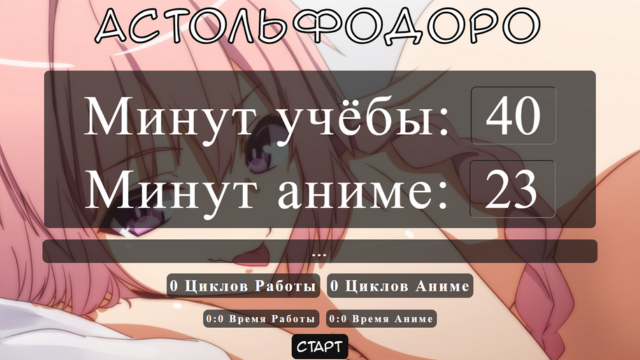 АСТОЛЬФОДОРО
Минут учёбы: 40
Минут аниме: 23
...
0 Циклов Работы 0 Циклов Аниме
0:0 Время Работы 0:0 Время Аниме
СТАРТ